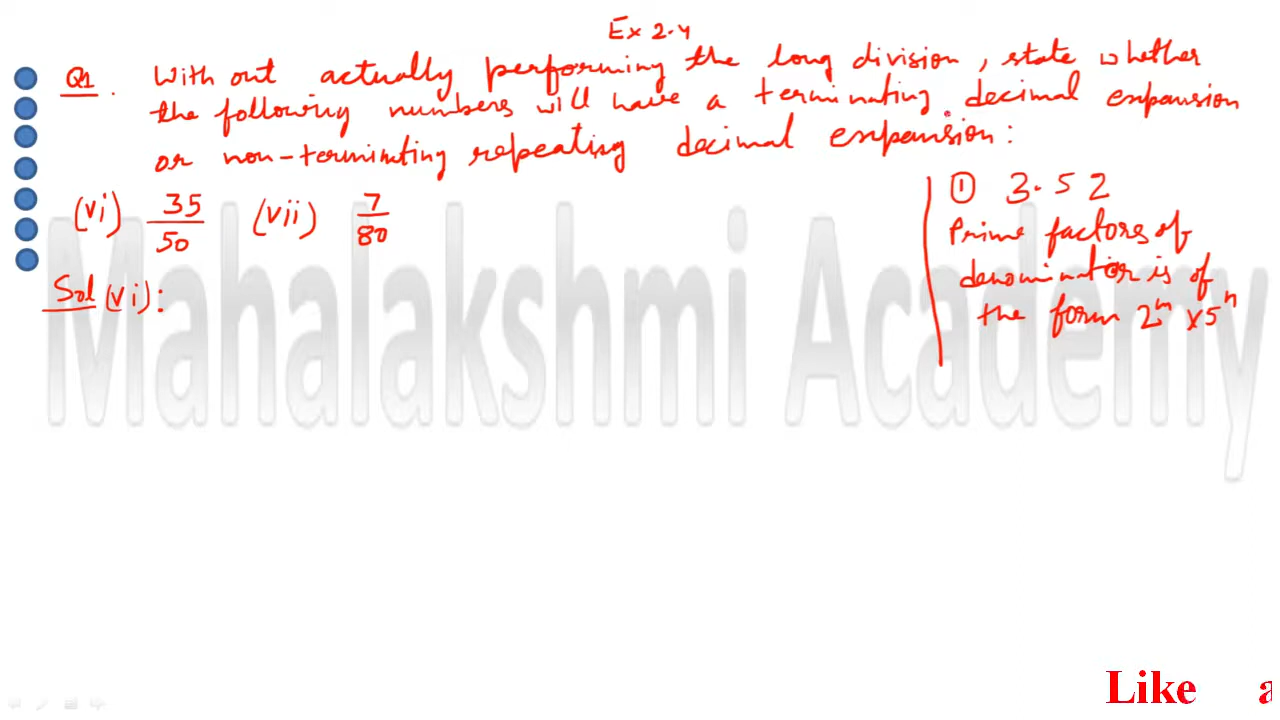 Ex 2.4
Q1. With out actually performing the long division, state whether
the following numbers will have a terminating decimal expansion
or non-terminating repeating decimal expansion:
(vi) 35/50 (vii) 7/80
Sol (vi):
① 3.52
Prime factors of
denominator is of
the form 2^m x 5^n
Mahalakshmi Academy
Like a